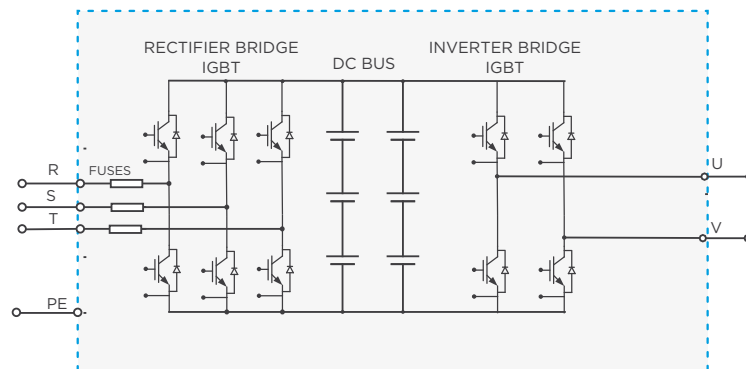 RECTIFIER BRIDGE
IGBT
DC BUS
INVERTER BRIDGE
IGBT
R
FUSES
S
T
PE
U
V